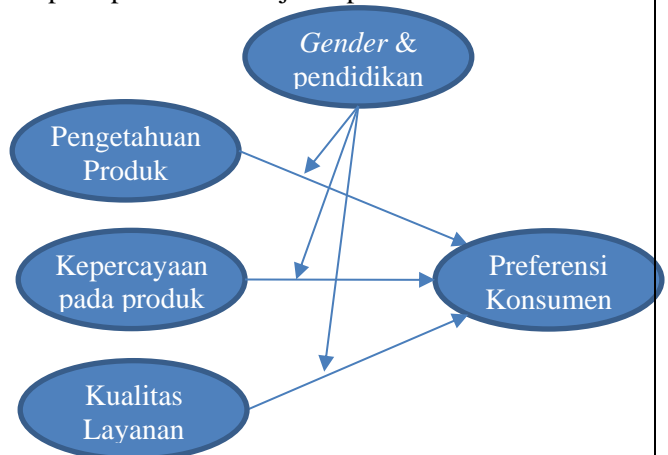 Gender &
pendidikan
Pengetahuan
Produk
Kepercayaan
pada produk
Preferensi
Konsumen
Kualitas
Layanan